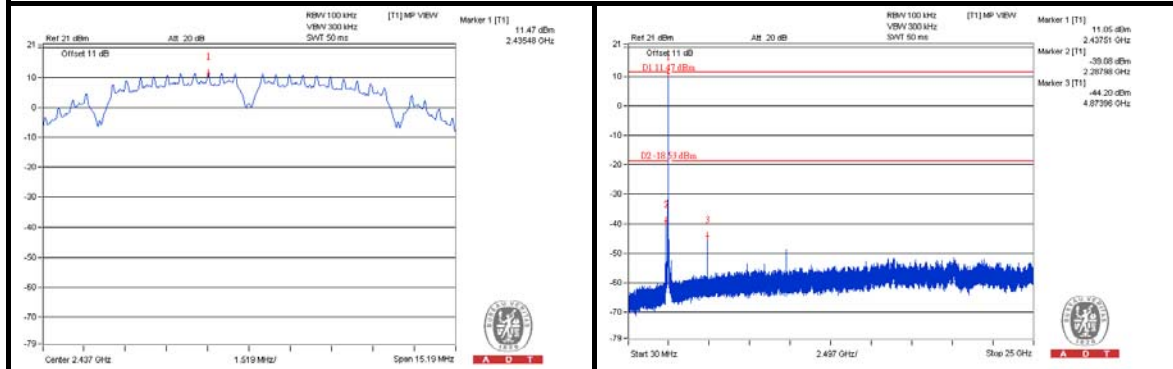 RBW 100 kHz [T1] MP VIEW
VBW 300 kHz
Ref 21 dBm Att 20 dB SWT 50 ms
Marker 1 [T1]
11.47 dBm
2.43548 GHz
Offset 11 dB
1
21
10
0
-10
-20
-30
-40
-50
-60
-70
-79
Center 2.437 GHz 1.519 MHz/ Span 15.19 MHz
BUREAU VERITAS
1828
A D T
RBW 100 kHz [T1] MP VIEW
VBW 300 kHz
Ref 21 dBm Att 20 dB SWT 50 ms
Marker 1 [T1]
11.05 dBm
2.43751 GHz
Marker 2 [T1]
-39.08 dBm
2.28798 GHz
Marker 3 [T1]
-44.20 dBm
4.87396 GHz
Offset 11 dB
1
D1 11.47 dBm
D2 -18.53 dBm
2
3
21
10
0
-10
-20
-30
-40
-50
-60
-70
-79
Start 30 MHz 2.497 GHz/ Stop 25 GHz
BUREAU VERITAS
1828
A D T